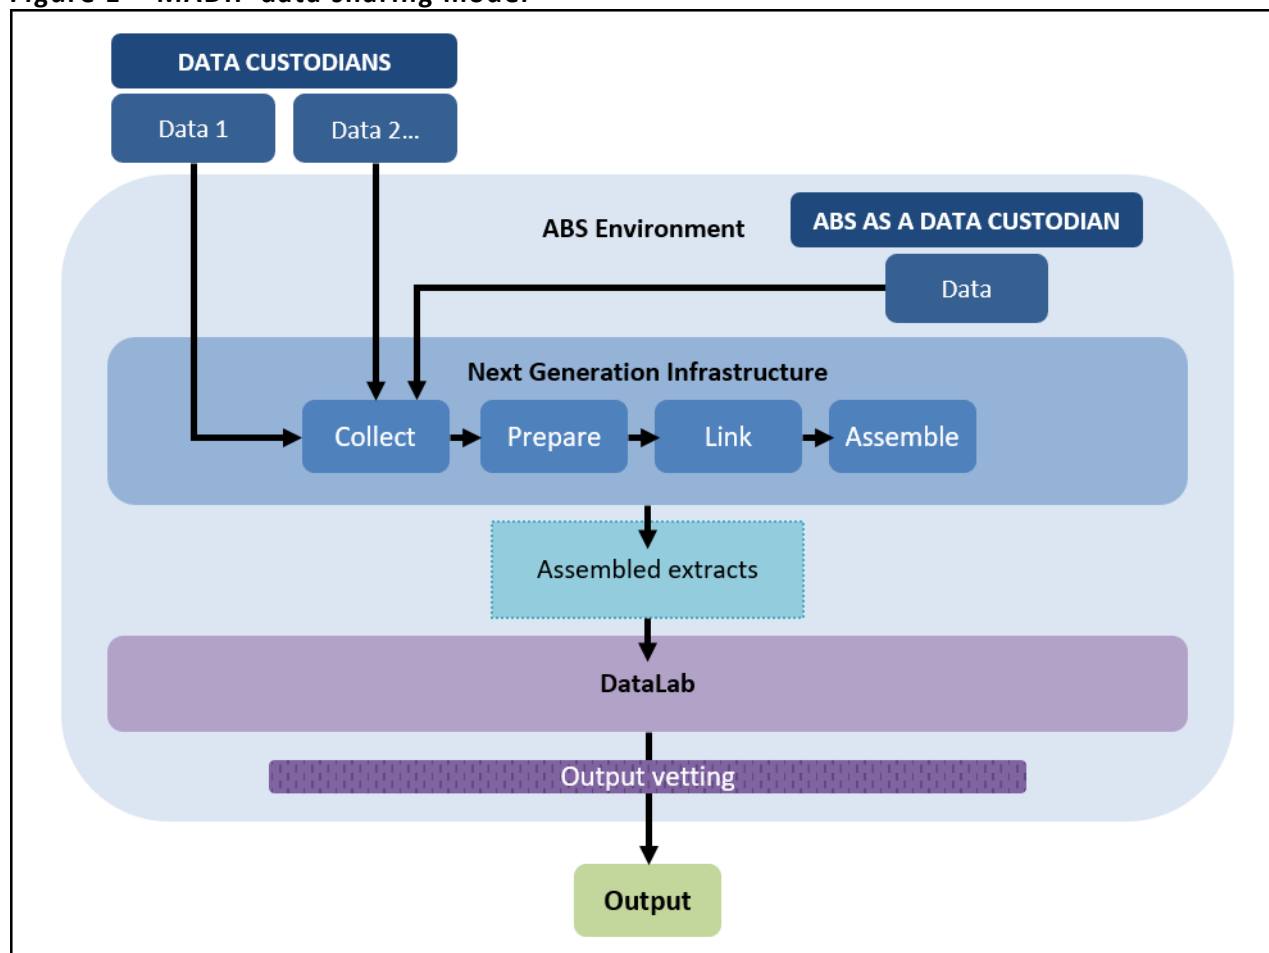 DATA CUSTODIANS
Data 1
Data 2...
ABS Environment
ABS AS A DATA CUSTODIAN
Data
Next Generation Infrastructure
Collect
Prepare
Link
Assemble
Assembled extracts
DataLab
Output vetting
Output